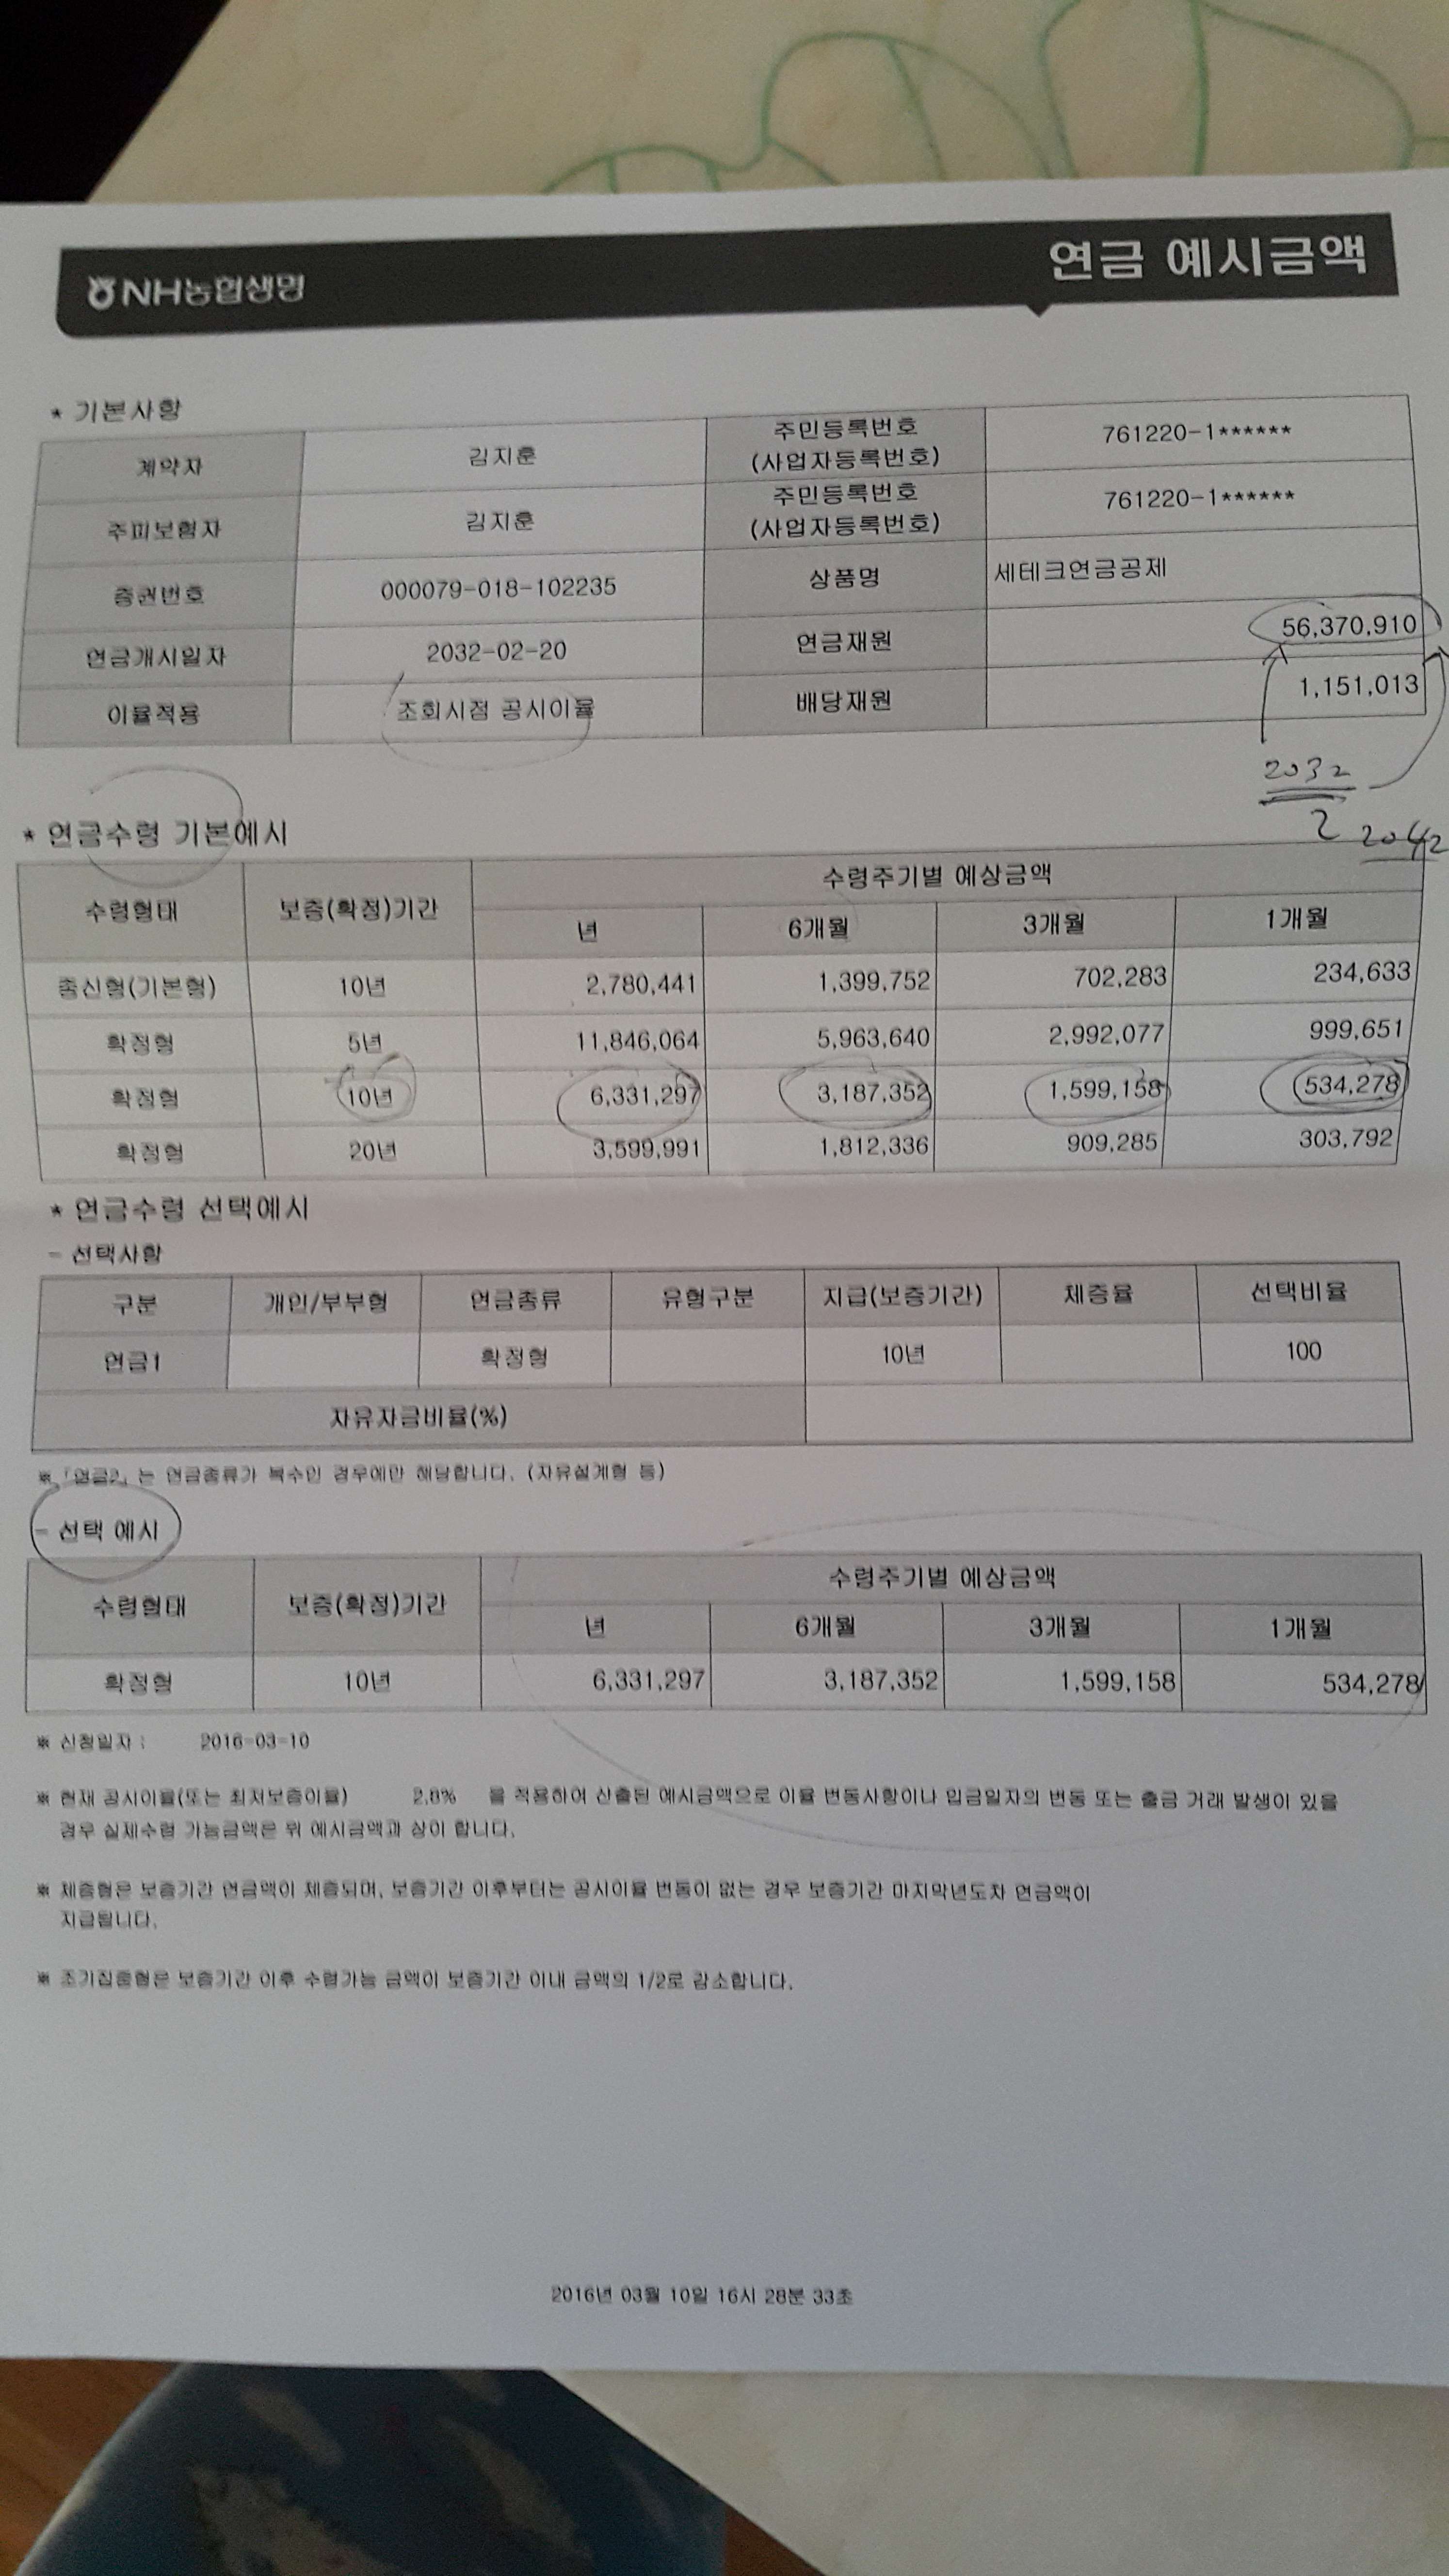 NH농협생명
연금 예시금액
* 기본사항
계약자 김지훈 주민등록번호 (사업자등록번호) 761220-1******
주피보험자 김지훈 주민등록번호 (사업자등록번호) 761220-1******
증권번호 000079-018-102235 상품명 세테크연금공제
연금개시일자 2032-02-20 연금재원 56,370,910
이율적용 조회시점 공시이율 배당재원 1,151,013
2032
2 2042
* 연금수령 기본예시
수령형태 보증(확정)기간 수령주기별 예상금액
년 6개월 3개월 1개월
종신형(기본형) 10년 2,780,441 1,399,752 702,283 234,633
확정형 5년 11,846,064 5,963,640 2,992,077 999,651
확정형 10년 6,331,297 3,187,352 1,599,158 534,278
확정형 20년 3,599,991 1,812,336 909,285 303,792
* 연금수령 선택예시
- 선택사항
구분 개인/부부형 연금종류 유형구분 지급(보증기간) 체증율 선택비율
연금1 확정형 10년 100
자유자금비율(%)
※「연금2」는 연금종류가 복수인 경우에만 해당합니다. (자유설계형 등)
- 선택 예시
수령형태 보증(확정)기간 수령주기별 예상금액
년 6개월 3개월 1개월
확정형 10년 6,331,297 3,187,352 1,599,158 534,278
※ 신청일자 : 2016-03-10
※ 현재 공시이율(또는 최저보증이율) 2.8% 을 적용하여 산출된 예시금액으로 이율 변동사항이나 입금일자의 변동 또는 출금 거래 발생이 있을
경우 실제수령 가능금액은 위 예시금액과 상이 합니다.
※ 체증형은 보증기간 연금액이 체증되며, 보증기간 이후부터는 공시이율 변동이 없는 경우 보증기간 마지막년도차 연금액이
지급됩니다.
※ 조기집중형은 보증기간 이후 수령가능 금액이 보증기간 이내 금액의 1/2로 감소합니다.
2016년 03월 10일 16시 28분 33초